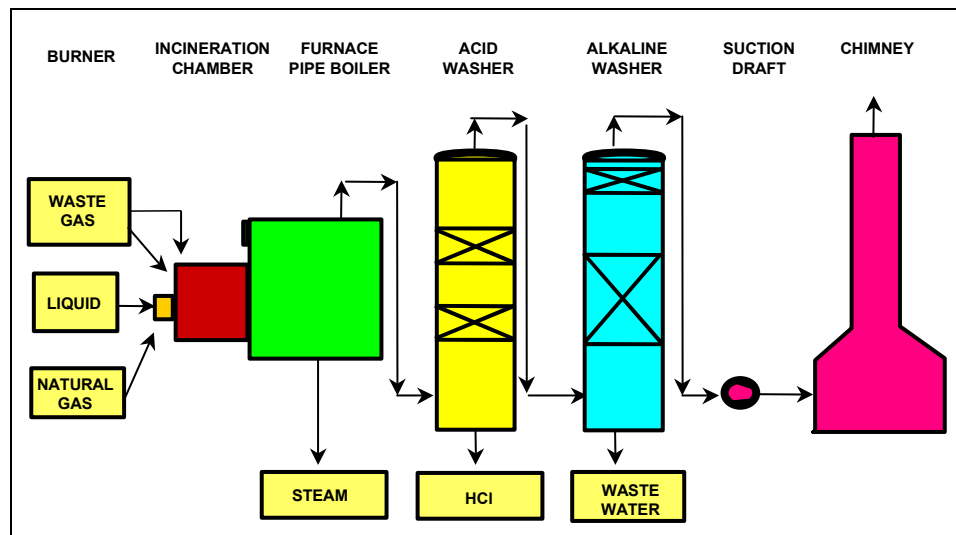 BURNER
INCINERATION
CHAMBER
FURNACE
PIPE BOILER
ACID
WASHER
ALKALINE
WASHER
SUCTION
DRAFT
CHIMNEY
WASTE
GAS
LIQUID
NATURAL
GAS
STEAM
HCl
WASTE
WATER